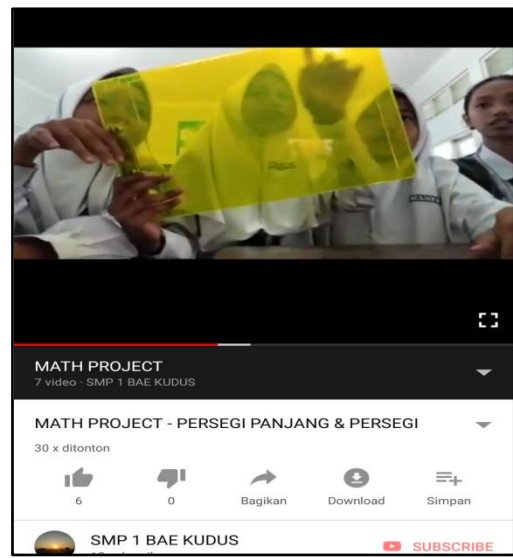 MATH PROJECT
7 video · SMP 1 BAE KUDUS
MATH PROJECT - PERSEGI PANJANG & PERSEGI
30 x ditonton
6 0 Bagikan Download Simpan
SMP 1 BAE KUDUS
SUBSCRIBE